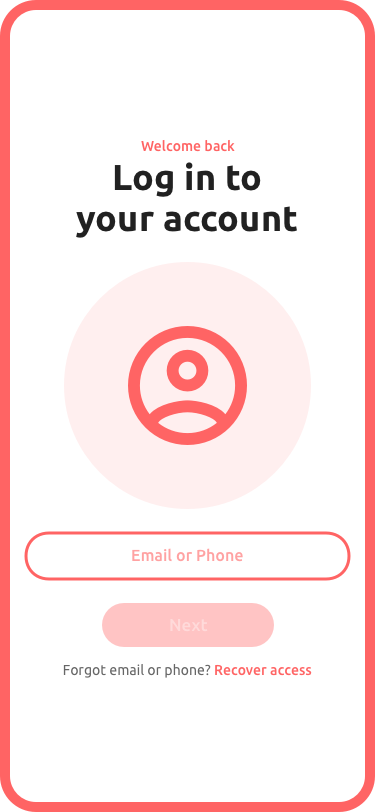 Welcome back
Log in to
your account
Email or Phone
Next
Forgot email or phone? Recover access